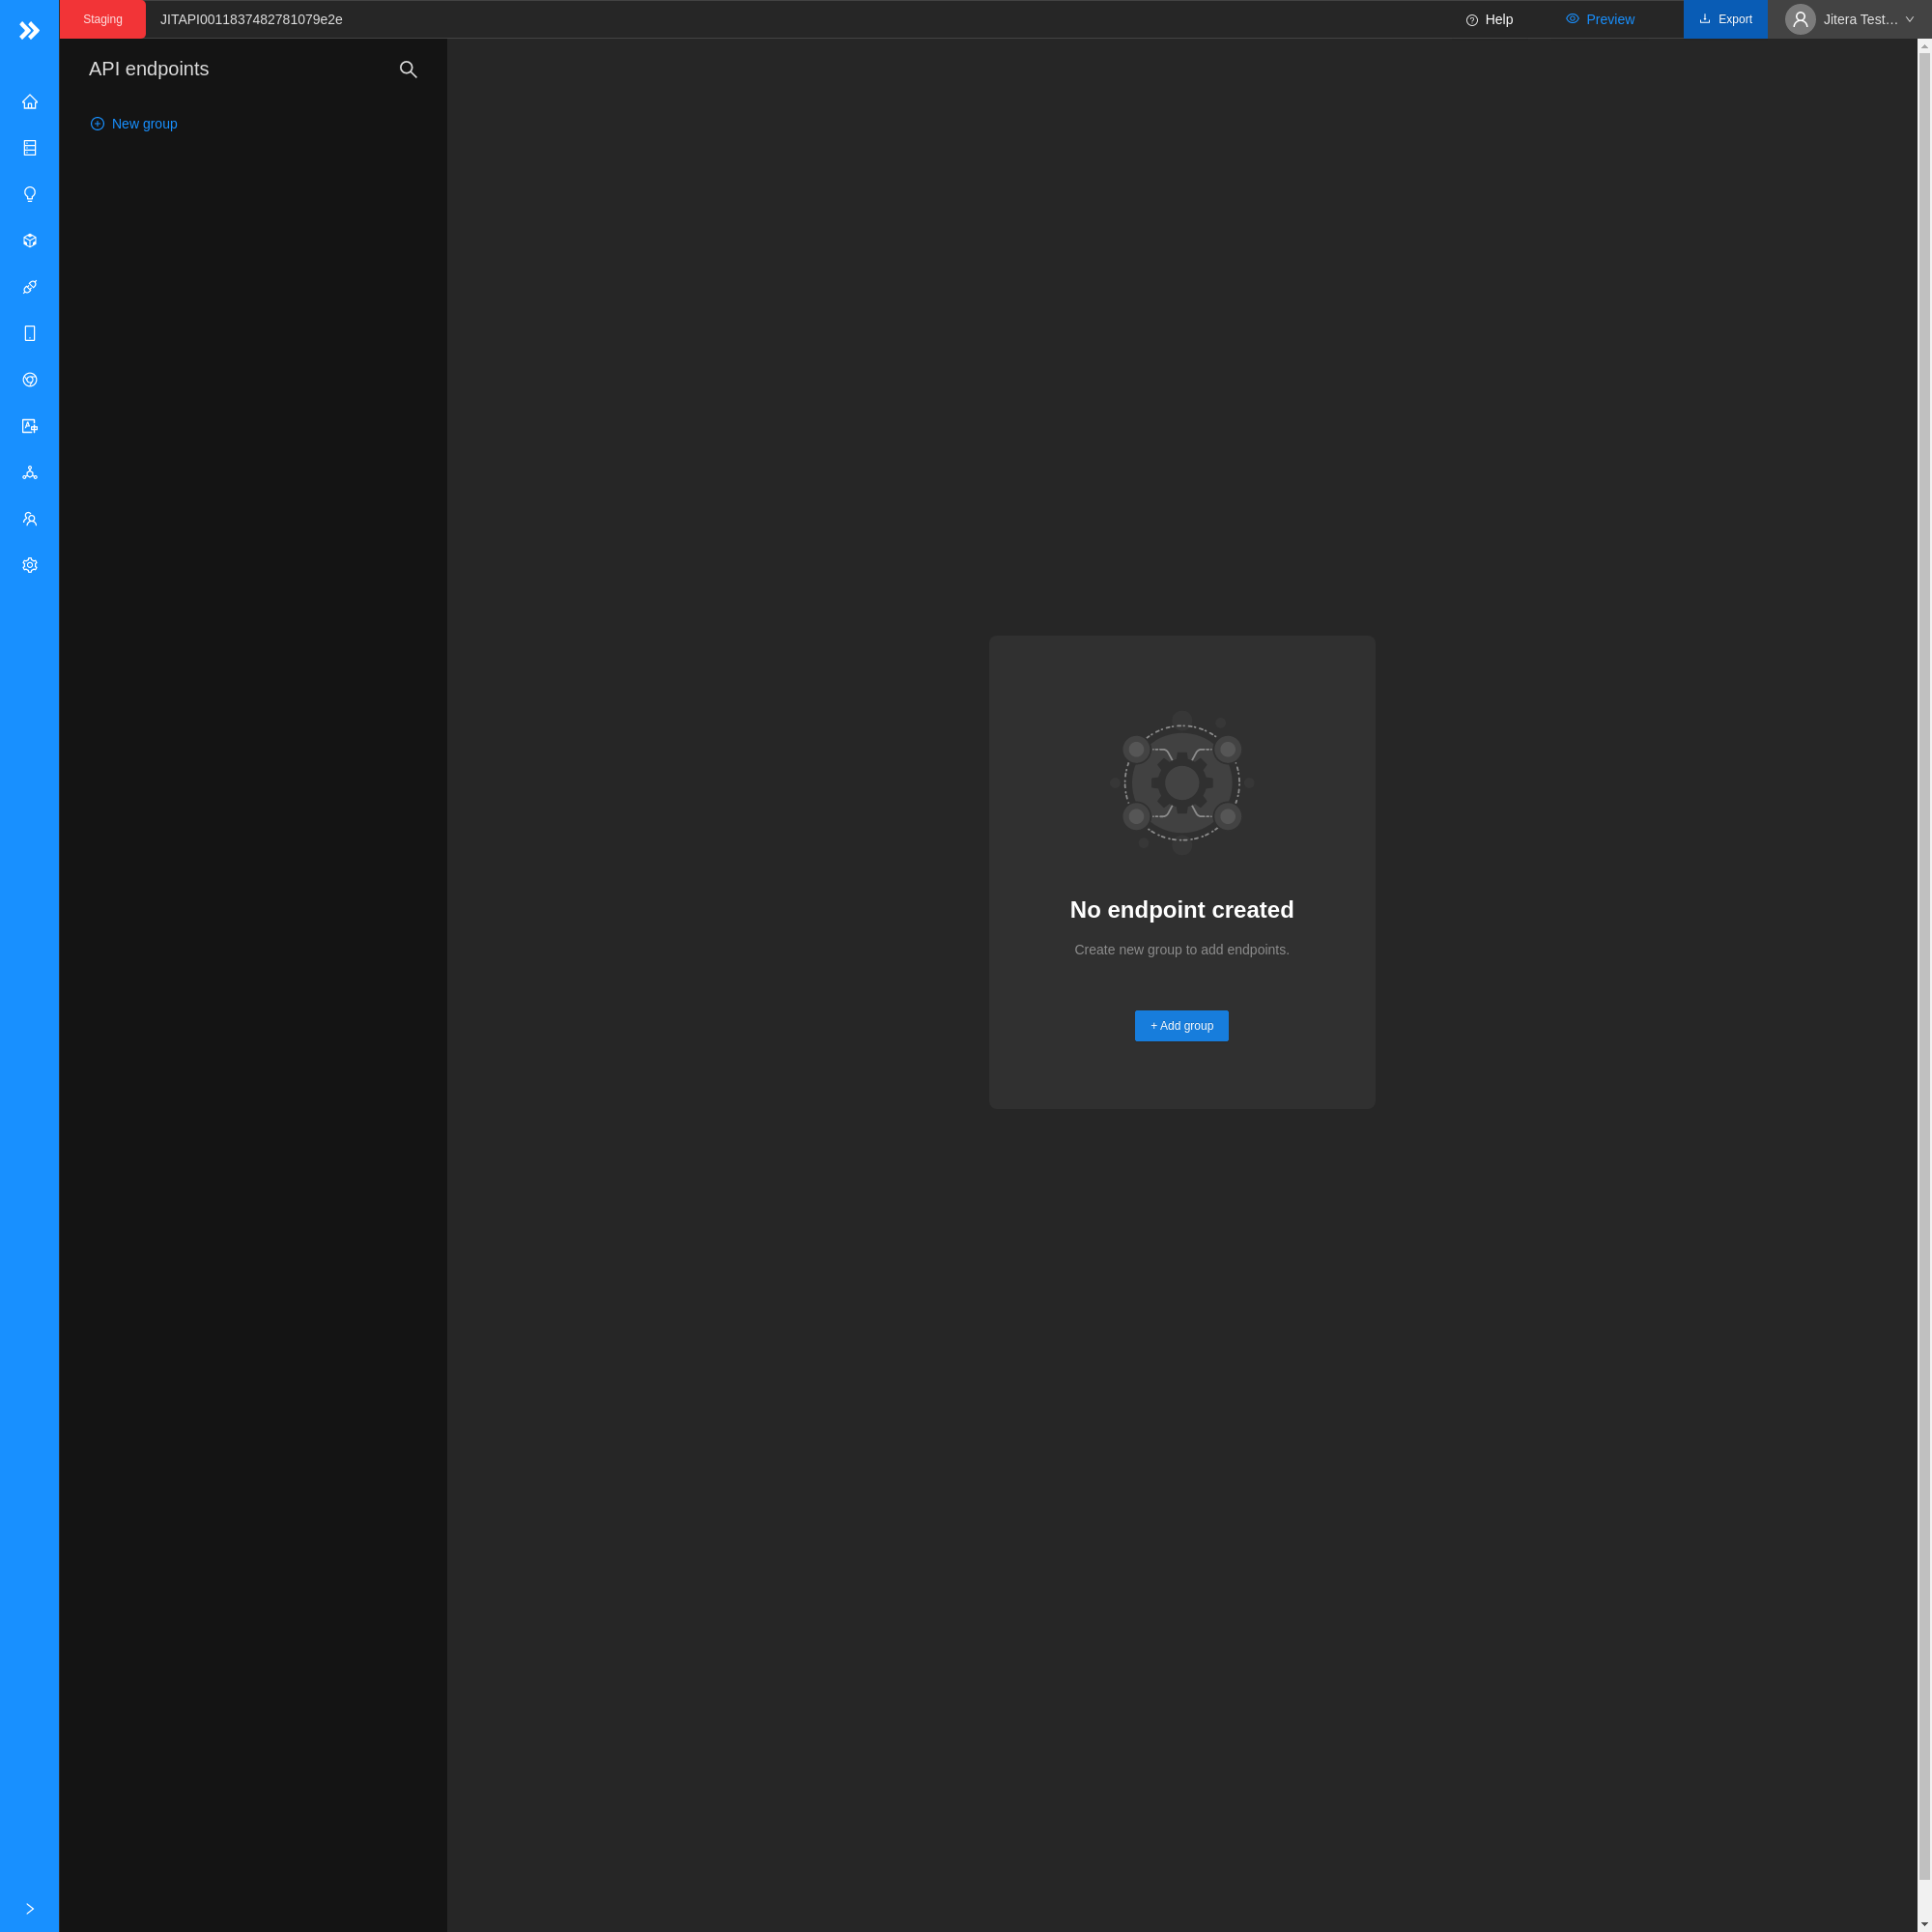 Staging
JITAPI0011837482781079e2e
Help
Preview
Export
Jitera Test...
API endpoints
New group
No endpoint created
Create new group to add endpoints.
+ Add group